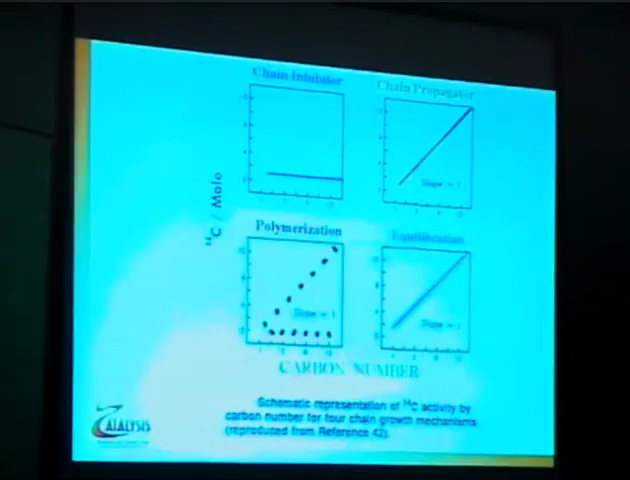 Chain Inhibitor
Chain Propagator
Slope = 1
14C / Mole
Polymerization
Equilibration
Slope = 1
Slope = 1
CARBON NUMBER
Schematic representation of 14C activity by
carbon number for four chain growth mechanisms
(reproduced from Reference 42).
CATALYSIS